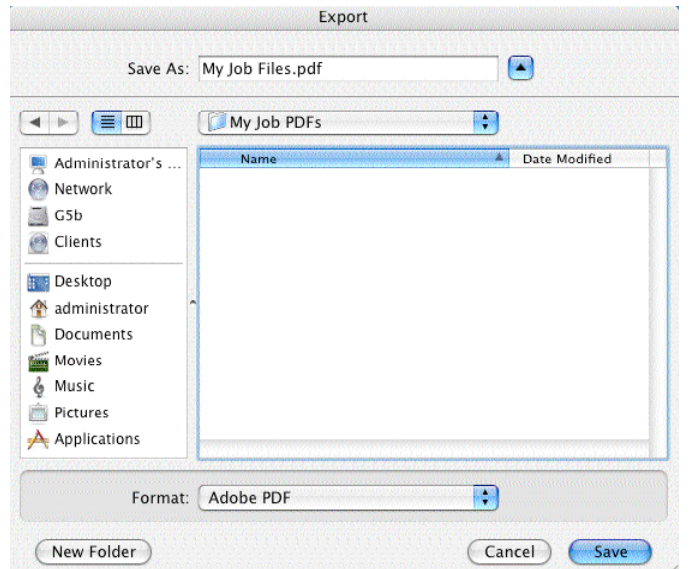 Export
Save As: My Job Files.pdf
My Job PDFs
Name Date Modified
Administrator's ...
Network
G5b
Clients
Desktop
administrator
Documents
Movies
Music
Pictures
Applications
Format: Adobe PDF
New Folder Cancel Save